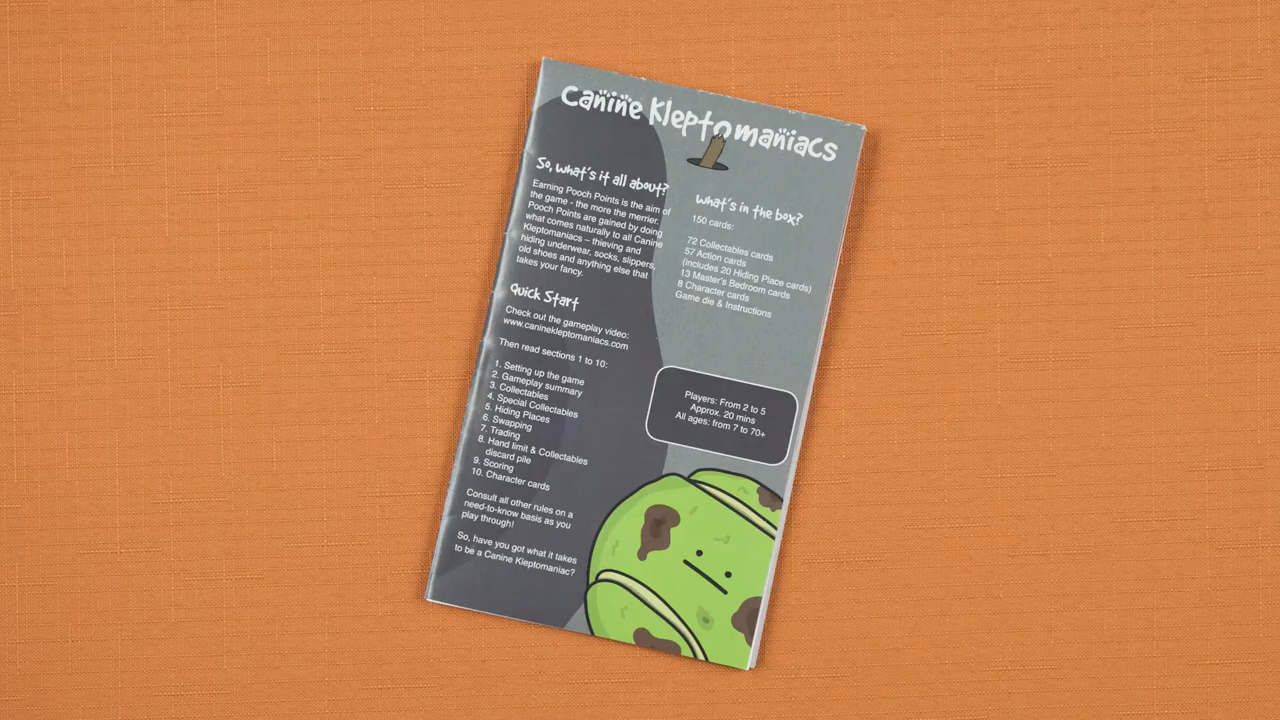 Canine Kleptomaniacs
So, what's it all about?
Earning Pooch Points is the aim of
the game - the more the merrier.
Pooch Points are gained by doing
what comes naturally to all Canine
Kleptomaniacs – thieving and
hiding underwear, socks, slippers,
old shoes and anything else that
takes your fancy.
Quick Start
Check out the gameplay video:
www.caninekleptomaniacs.com
Then read sections 1 to 10:
1. Setting up the game
2. Gameplay summary
3. Collectables
4. Special Collectables
5. Hiding Places
6. Swapping
7. Trading
8. Hand limit & Collectables
discard pile
9. Scoring
10. Character cards
Consult all other rules on a
need-to-know basis as you
play through!
So, have you got what it takes
to be a Canine Kleptomaniac?
What's in the box?
150 cards:
72 Collectables cards
57 Action cards
(includes 20 Hiding Place cards)
13 Master's Bedroom cards
8 Character cards
Game die & Instructions
Players: From 2 to 5
Approx. 20 mins
All ages: from 7 to 70+